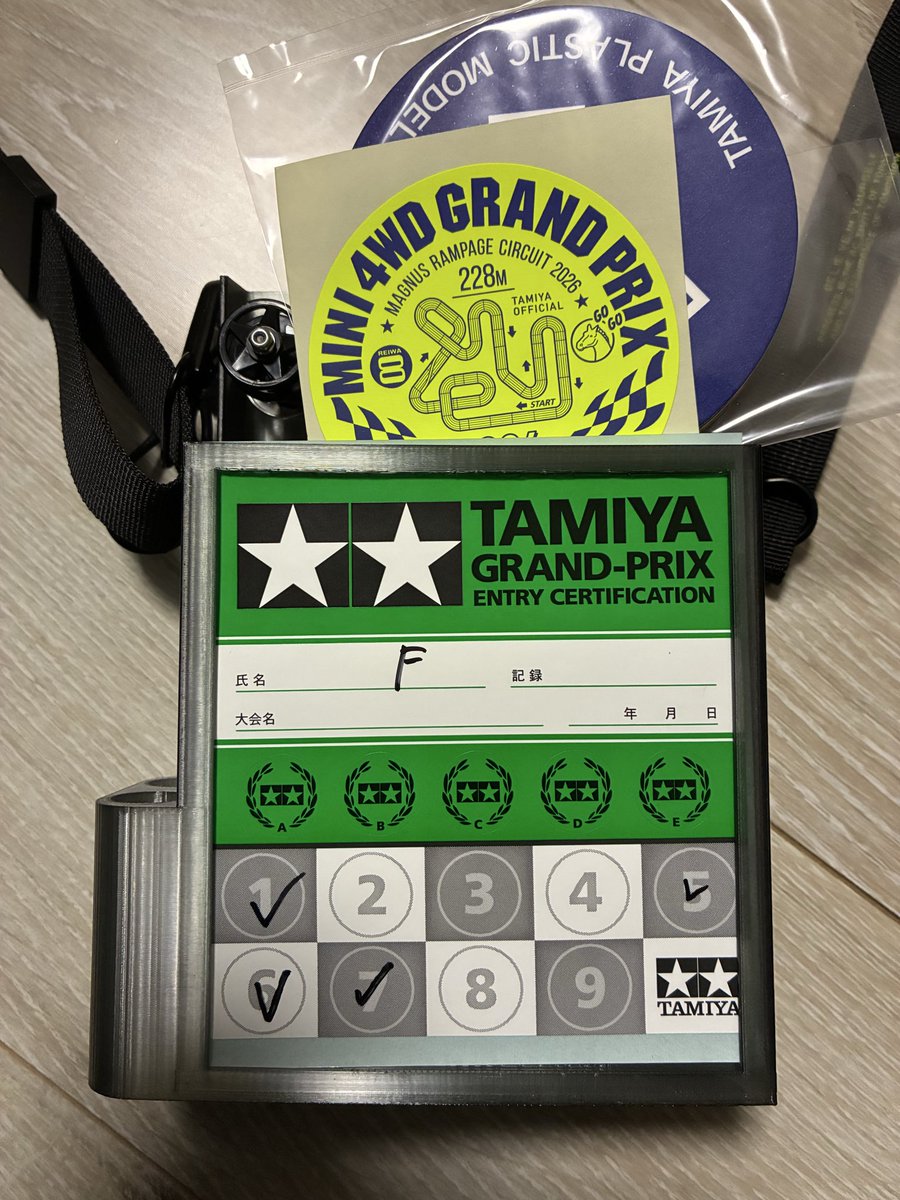 TAMIYA PLASTIC MODEL
MINI 4WD GRAND PRIX
★ MAGNUS RAMPAGE CIRCUIT 2026 ★
228M
TAMIYA
OFFICIAL
GO
GO
REIWA
8
START
TAMIYA
GRAND-PRIX
ENTRY CERTIFICATION
氏名 F 記録
大会名 年 月 日
A B C D E
1 2 3 4 5
6 7 8 9
TAMIYA